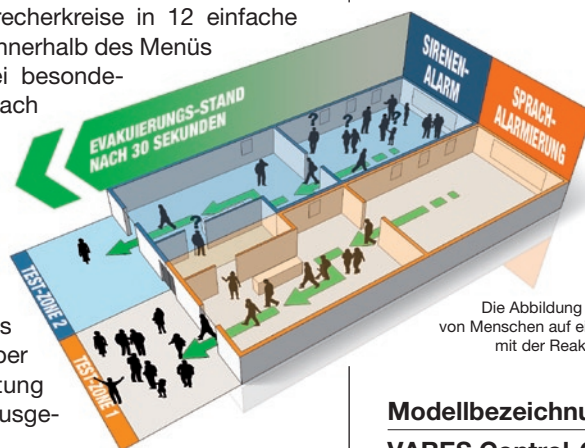 recherkreise in 12 einfache
nnerhalb des Menüs
ei besonde-
ach
EVAKUIERUNGS-STAND
NACH 30 SEKUNDEN
SIRENEN-
ALARM
SPRACH-
ALARMIERUNG
?
?
?
?
?
TEST-ZONE 2
TEST-ZONE 1
s
ber
tung
usge-
Die Abbildung
von Menschen auf e
mit der Reak
Modellbezeichnu